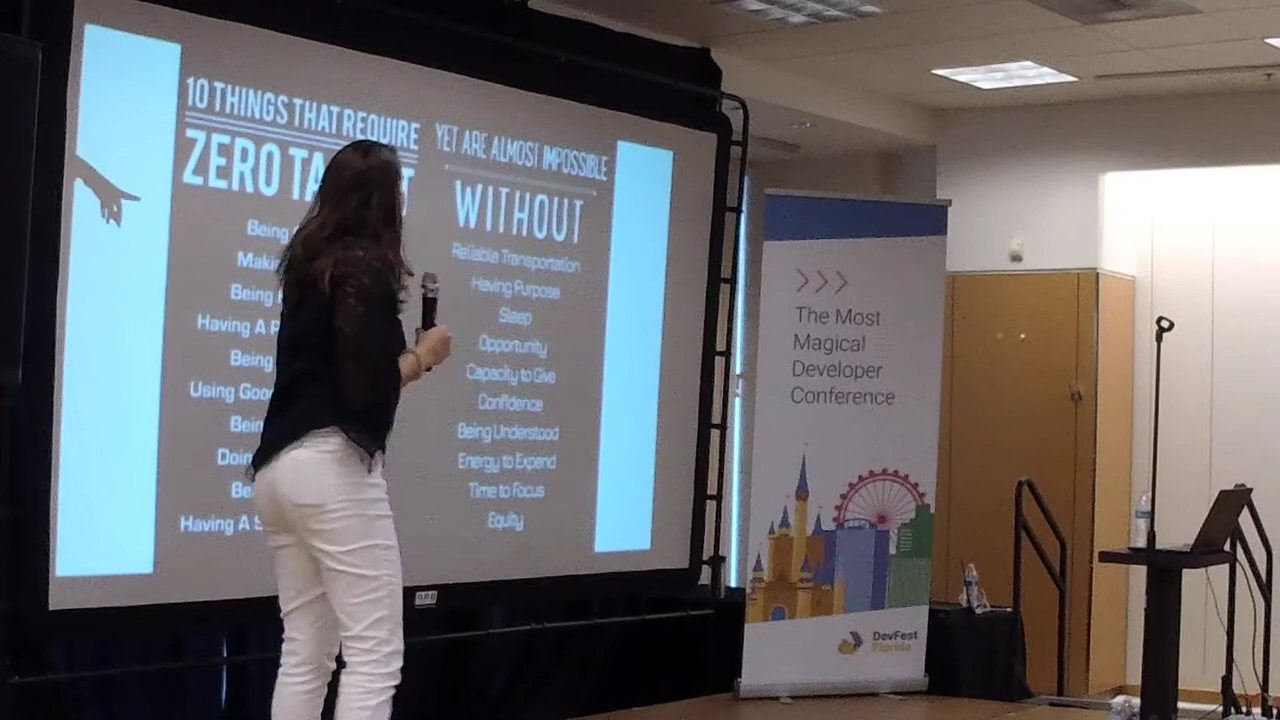 10 THINGS THAT REQUIRE
ZERO TA T
Being
Maki
Being
Having A P
Being
Using Goo
Bein
Doin
Be
Having A S
YET ARE ALMOST IMPOSSIBLE
WITHOUT
Reliable Transportation
Having Purpose
Sleep
Opportunity
Capacity to Give
Confidence
Being Understood
Energy to Expend
Time to Focus
Equity
>>>
The Most
Magical
Developer
Conference
DevFest
Florida